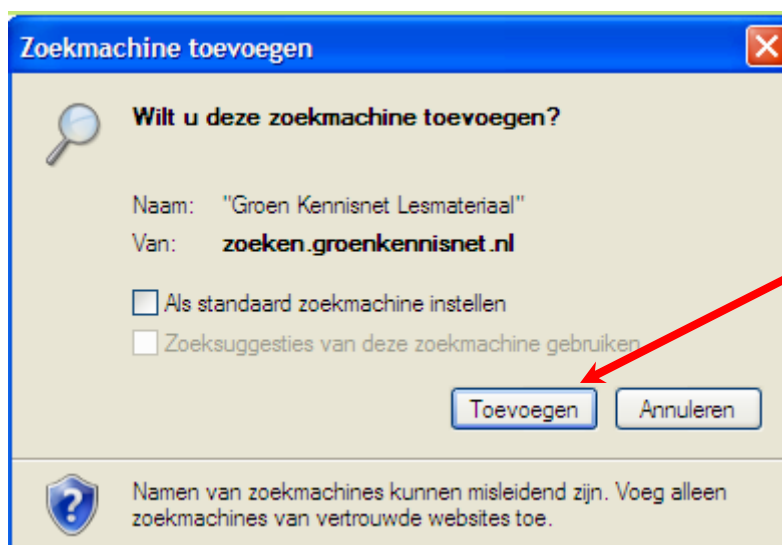 Zoekmachine toevoegen
Wilt u deze zoekmachine toevoegen?
Naam: "Groen Kennisnet Lesmateriaal"
Van: zoeken.groenkennisnet.nl
Als standaard zoekmachine instellen
Zoeksuggesties van deze zoekmachine gebruiken
Toevoegen Annuleren
Namen van zoekmachines kunnen misleidend zijn. Voeg alleen
zoekmachines van vertrouwde websites toe.